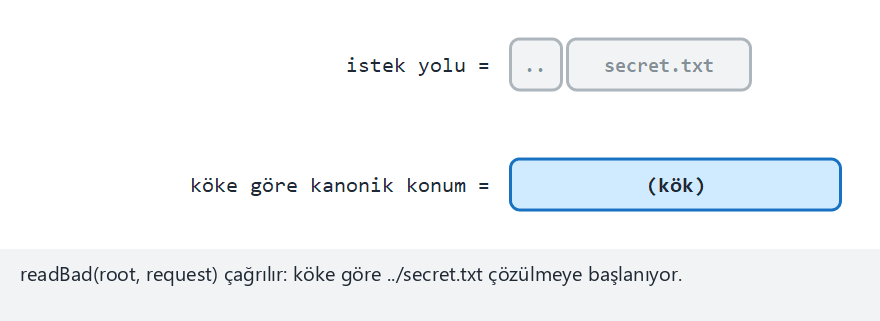 istek yolu = .. secret.txt
köke göre kanonik konum = (kök)
readBad(root, request) çağrılır: köke göre ../secret.txt çözülmeye başlanıyor.